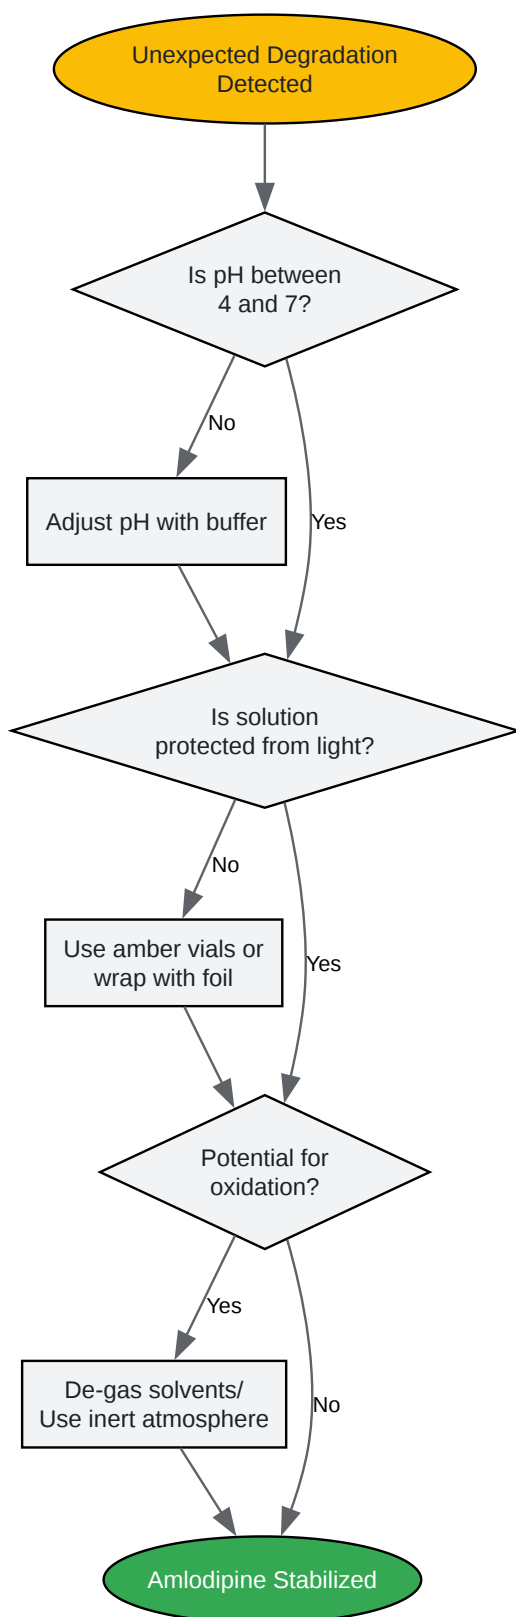 Unexpected Degradation
Detected
Is pH between
4 and 7?
No
Yes
Adjust pH with buffer
Is solution
protected from light?
No
Yes
Use amber vials or
wrap with foil
Potential for
oxidation?
Yes
No
De-gas solvents/
Use inert atmosphere
Amlodipine Stabilized